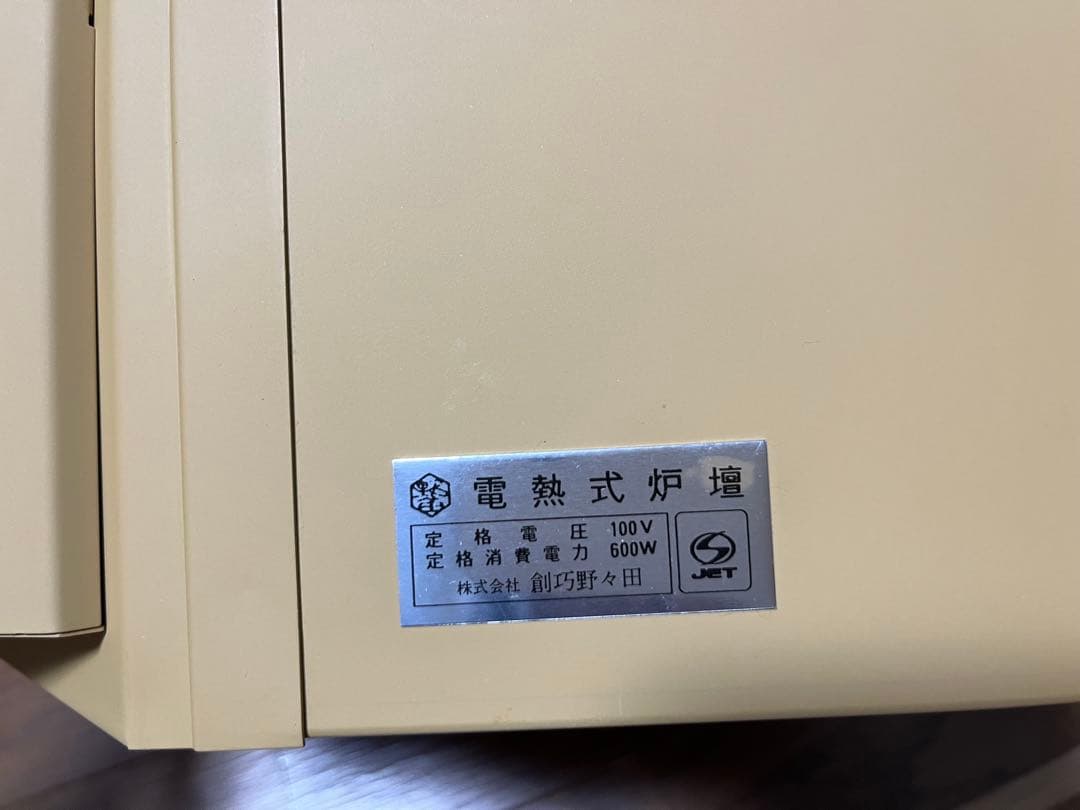 電熱式炉壇
定格電圧 100V
定格消費電力 600W
株式会社 創巧野々田
JET